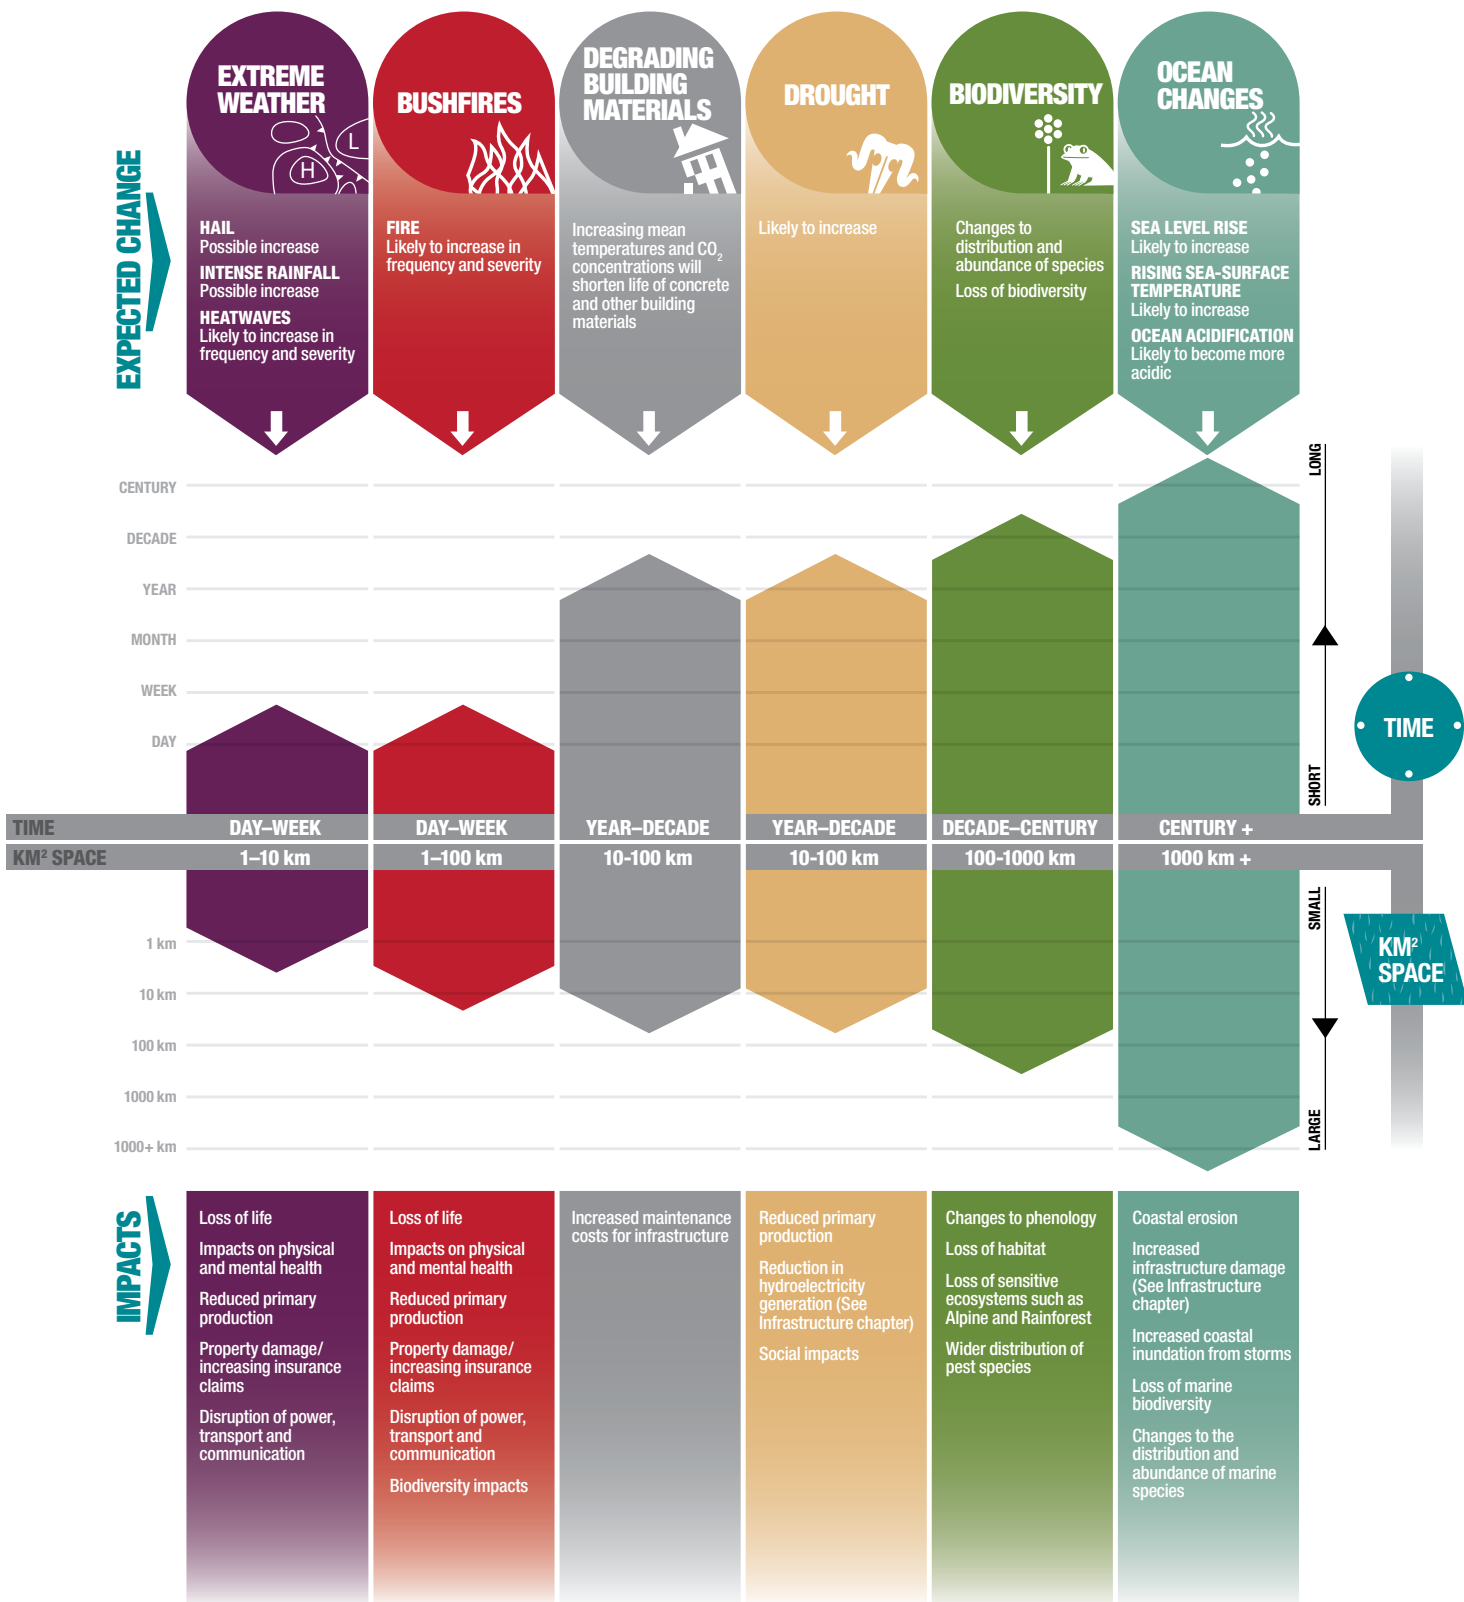 EXTREME
WEATHER
L
H
BUSHFIRES
DEGRADING
BUILDING
MATERIALS
DROUGHT
BIODIVERSITY
OCEAN
CHANGES
EXPECTED CHANGE
HAIL
Possible increase
INTENSE RAINFALL
Possible increase
HEATWAVES
Likely to increase in
frequency and severity
FIRE
Likely to increase in
frequency and severity
Increasing mean
temperatures and CO₂
concentrations will
shorten life of concrete
and other building
materials
Likely to increase
Changes to
distribution and
abundance of species
Loss of biodiversity
SEA LEVEL RISE
Likely to increase
RISING SEA-SURFACE
TEMPERATURE
Likely to increase
OCEAN ACIDIFICATION
Likely to become more
acidic
CENTURY
DECADE
YEAR
MONTH
WEEK
DAY
LONG
SHORT
TIME
TIME
DAY–WEEK
DAY–WEEK
YEAR–DECADE
YEAR–DECADE
DECADE–CENTURY
CENTURY +
KM² SPACE
1–10 km
1–100 km
10-100 km
10-100 km
100-1000 km
1000 km +
1 km
10 km
100 km
1000 km
1000+ km
SMALL
LARGE
KM²
SPACE
IMPACTS
Loss of life
Impacts on physical
and mental health
Reduced primary
production
Property damage/
increasing insurance
claims
Disruption of power,
transport and
communication
Loss of life
Impacts on physical
and mental health
Reduced primary
production
Property damage/
increasing insurance
claims
Disruption of power,
transport and
communication
Biodiversity impacts
Increased maintenance
costs for infrastructure
Reduced primary
production
Reduction in
hydroelectricity
generation (See
Infrastructure chapter)
Social impacts
Changes to phenology
Loss of habitat
Loss of sensitive
ecosystems such as
Alpine and Rainforest
Wider distribution of
pest species
Coastal erosion
Increased
infrastructure damage
(See Infrastructure
chapter)
Increased coastal
inundation from storms
Loss of marine
biodiversity
Changes to the
distribution and
abundance of marine
species